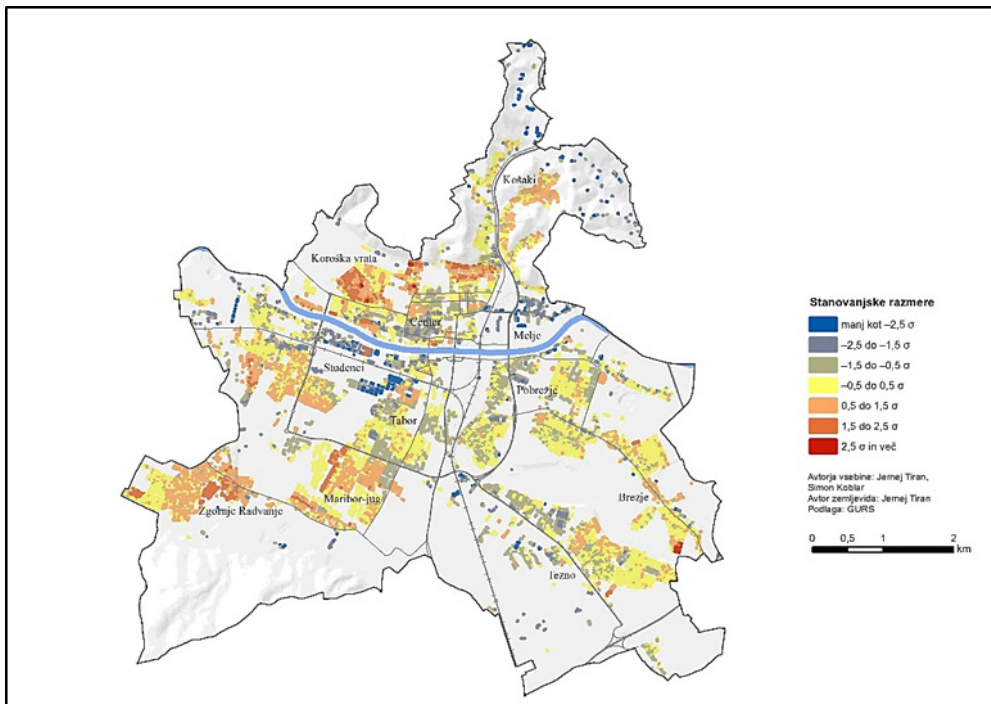 Košaki
Koroška vrata
Center
Melje
Studenci
Pobrežje
Tabor
Maribor-jug
Zgornje Radvanje
Brezje
Tezno
Stanovanjske razmere
manj kot –2,5 σ
–2,5 do –1,5 σ
–1,5 do –0,5 σ
–0,5 do 0,5 σ
0,5 do 1,5 σ
1,5 do 2,5 σ
2,5 σ in več
Avtorja vsebine: Jernej Tiran,
Simon Koblar
Avtor zemljevida: Jernej Tiran
Podlaga: GURS
0 0,5 1 2
km